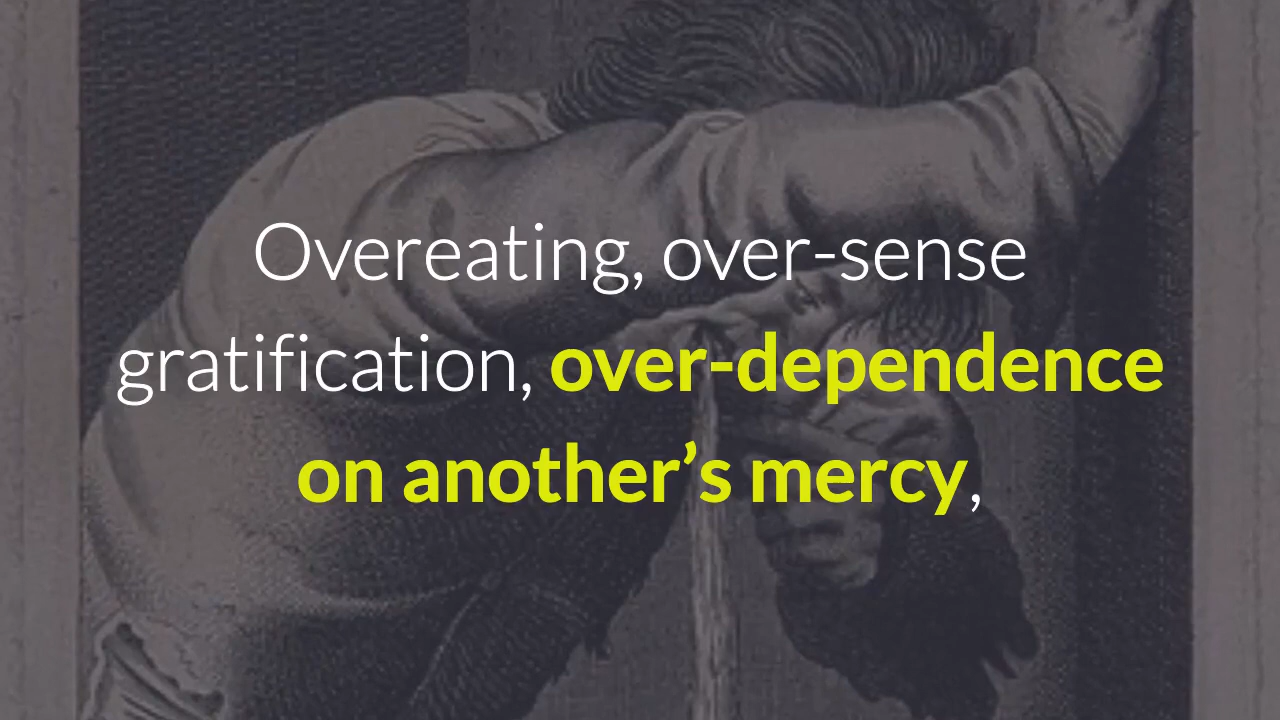 Overeating, over-sense
gratification, over-dependence
on another’s mercy,